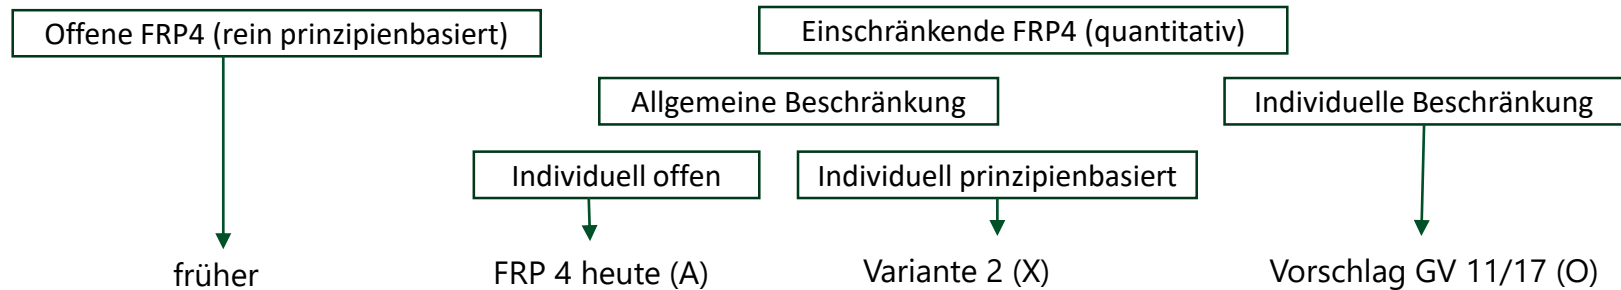 Offene FRP4 (rein prinzipienbasiert)
Einschränkende FRP4 (quantitativ)
Allgemeine Beschränkung
Individuelle Beschränkung
Individuell offen
Individuell prinzipienbasiert
früher
FRP 4 heute (A)
Variante 2 (X)
Vorschlag GV 11/17 (O)